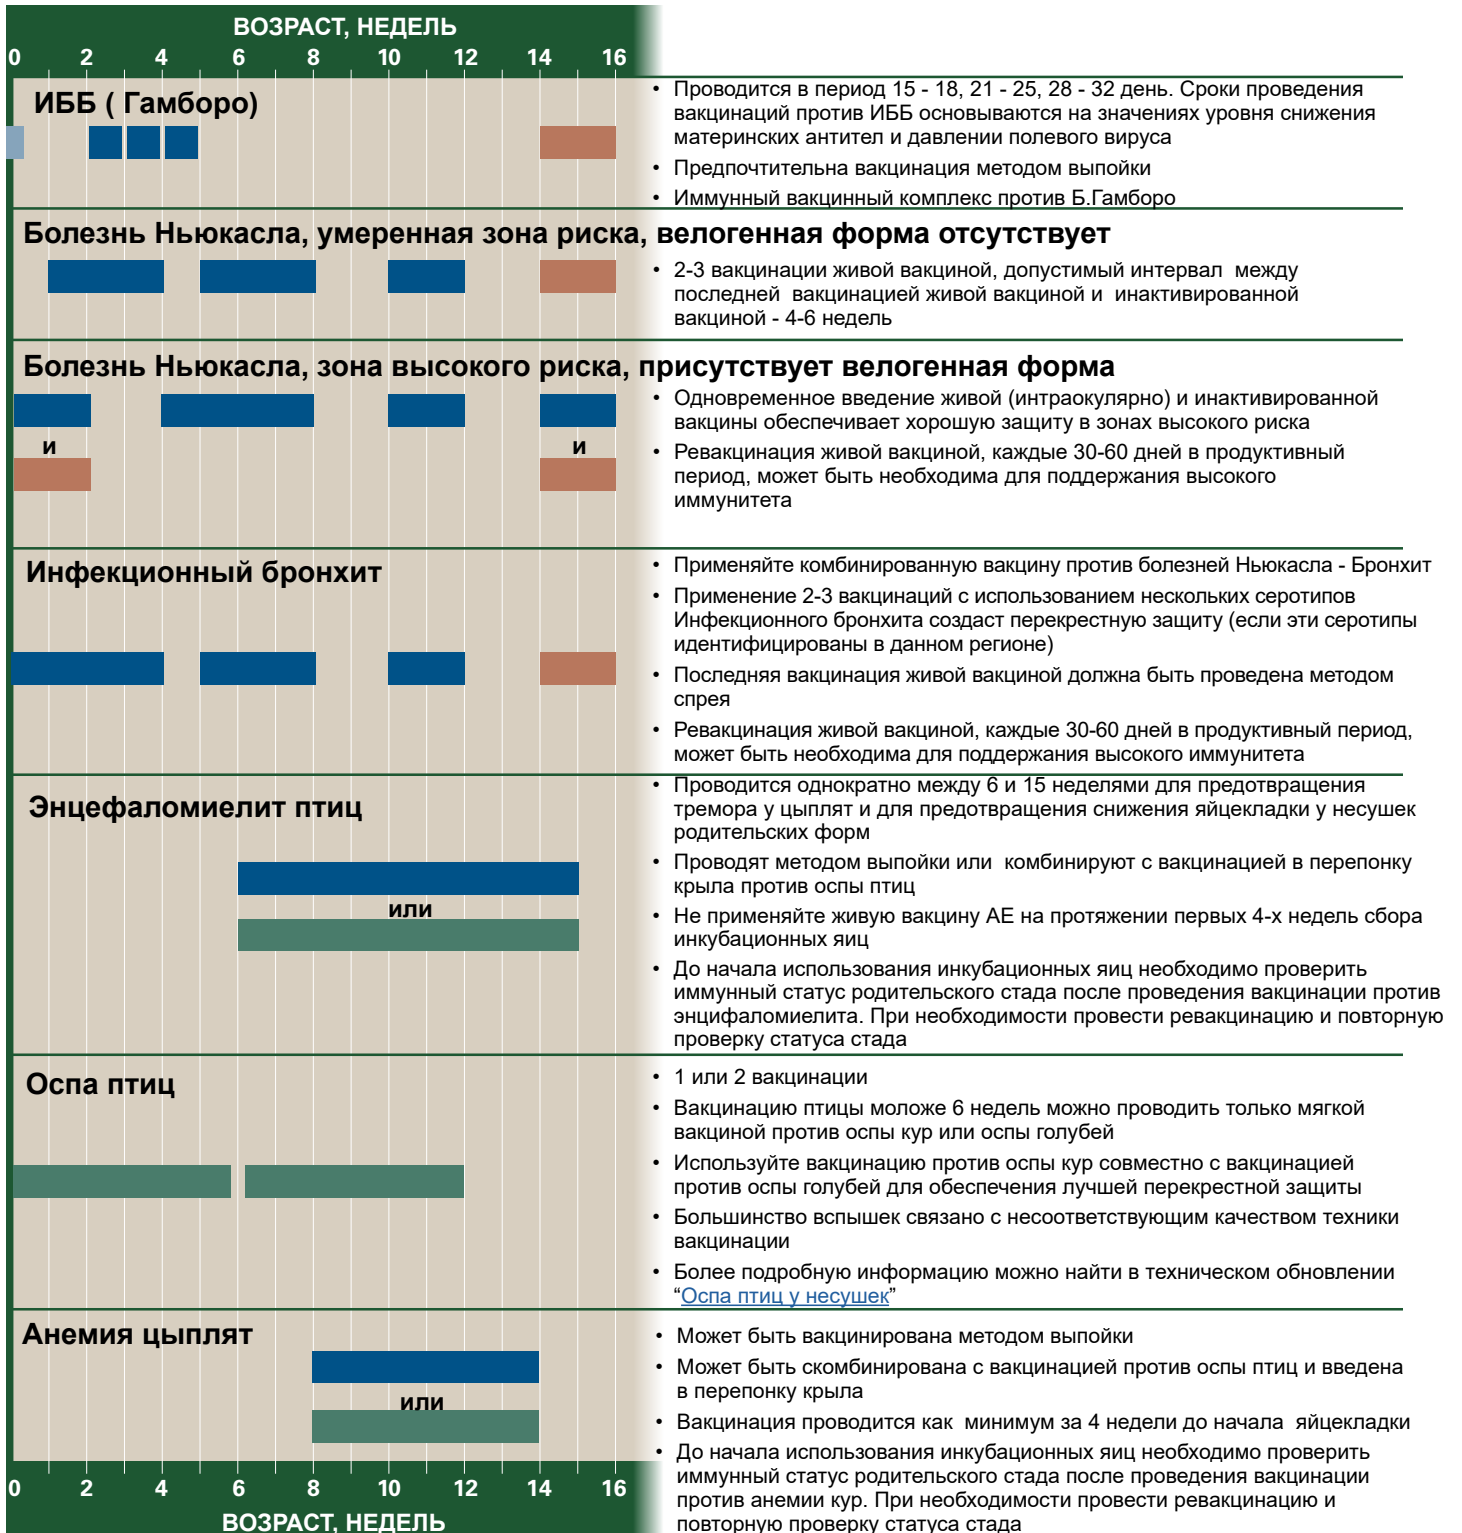 ВОЗРАСТ, НЕДЕЛЬ
0 2 4 6 8 10 12 14 16
ИББ ( Гамборо)
• Проводится в период 15 - 18, 21 - 25, 28 - 32 день. Сроки проведения
вакцинаций против ИББ основываются на значениях уровня снижения
материнских антител и давлении полевого вируса
• Предпочтительна вакцинация методом выпойки
• Иммунный вакцинный комплекс против Б.Гамборо
Болезнь Ньюкасла, умеренная зона риска, велогенная форма отсутствует
• 2-3 вакцинации живой вакциной, допустимый интервал между
последней вакцинацией живой вакциной и инактивированной
вакциной - 4-6 недель
Болезнь Ньюкасла, зона высокого риска, присутствует велогенная форма
и
и
• Одновременное введение живой (интраокулярно) и инактивированной
вакцины обеспечивает хорошую защиту в зонах высокого риска
• Ревакцинация живой вакциной, каждые 30-60 дней в продуктивный
период, может быть необходима для поддержания высокого
иммунитета
Инфекционный бронхит
• Применяйте комбинированную вакцину против болезней Ньюкасла - Бронхит
• Применение 2-3 вакцинаций с использованием нескольких серотипов
Инфекционного бронхита создаст перекрестную защиту (если эти серотипы
идентифицированы в данном регионе)
• Последняя вакцинация живой вакциной должна быть проведена методом
спрея
• Ревакцинация живой вакциной, каждые 30-60 дней в продуктивный период,
может быть необходима для поддержания высокого иммунитета
Энцефаломиелит птиц
или
• Проводится однократно между 6 и 15 неделями для предотвращения
тремора у цыплят и для предотвращения снижения яйцекладки у несушек
родительских форм
• Проводят методом выпойки или комбинируют с вакцинацией в перепонку
крыла против оспы птиц
• Не применяйте живую вакцину АЕ на протяжении первых 4-х недель сбора
инкубационных яиц
• До начала использования инкубационных яиц необходимо проверить
иммунный статус родительского стада после проведения вакцинации против
энцифаломиелита. При необходимости провести ревакцинацию и повторную
проверку статуса стада
Оспа птиц
• 1 или 2 вакцинации
• Вакцинацию птицы моложе 6 недель можно проводить только мягкой
вакциной против оспы кур или оспы голубей
• Используйте вакцинацию против оспы кур совместно с вакцинацией
против оспы голубей для обеспечения лучшей перекрестной защиты
• Большинство вспышек связано с несоответствующим качеством техники
вакцинации
• Более подробную информацию можно найти в техническом обновлении
“Оспа птиц у несушек”
Анемия цыплят
или
• Может быть вакцинирована методом выпойки
• Может быть скомбинирована с вакцинацией против оспы птиц и введена
в перепонку крыла
• Вакцинация проводится как минимум за 4 недели до начала яйцекладки
• До начала использования инкубационных яиц необходимо проверить
иммунный статус родительского стада после проведения вакцинации
против анемии кур. При необходимости провести ревакцинацию и
повторную проверку статуса стада
0 2 4 6 8 10 12 14 16
ВОЗРАСТ, НЕДЕЛЬ